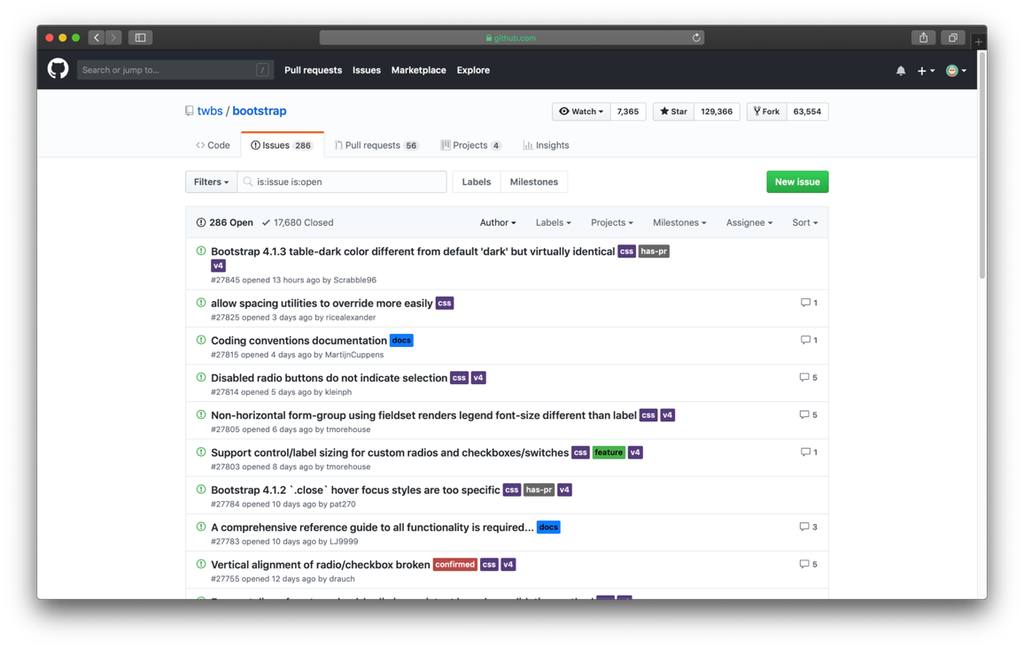 github.com
Search or jump to... /
Pull requests Issues Marketplace Explore
twbs / bootstrap
Watch 7,365 Star 129,366 Fork 63,554
Code Issues 286 Pull requests 56 Projects 4 Insights
Filters is:issue is:open Labels Milestones New issue
286 Open 17,680 Closed Author Labels Projects Milestones Assignee Sort
Bootstrap 4.1.3 table-dark color different from default 'dark' but virtually identical css has-pr
v4
#27845 opened 13 hours ago by Scrabble96
allow spacing utilities to override more easily css 1
#27825 opened 3 days ago by ricealexander
Coding conventions documentation docs 1
#27815 opened 4 days ago by MartijnCuppens
Disabled radio buttons do not indicate selection css v4 5
#27814 opened 5 days ago by kleinph
Non-horizontal form-group using fieldset renders legend font-size different than label css v4 5
#27805 opened 6 days ago by tmorehouse
Support control/label sizing for custom radios and checkboxes/switches css feature v4 1
#27803 opened 8 days ago by tmorehouse
Bootstrap 4.1.2 `.close` hover focus styles are too specific css has-pr v4
#27784 opened 10 days ago by pat270
A comprehensive reference guide to all functionality is required... docs 3
#27783 opened 10 days ago by LJ9999
Vertical alignment of radio/checkbox broken confirmed css v4 5
#27755 opened 12 days ago by drauch